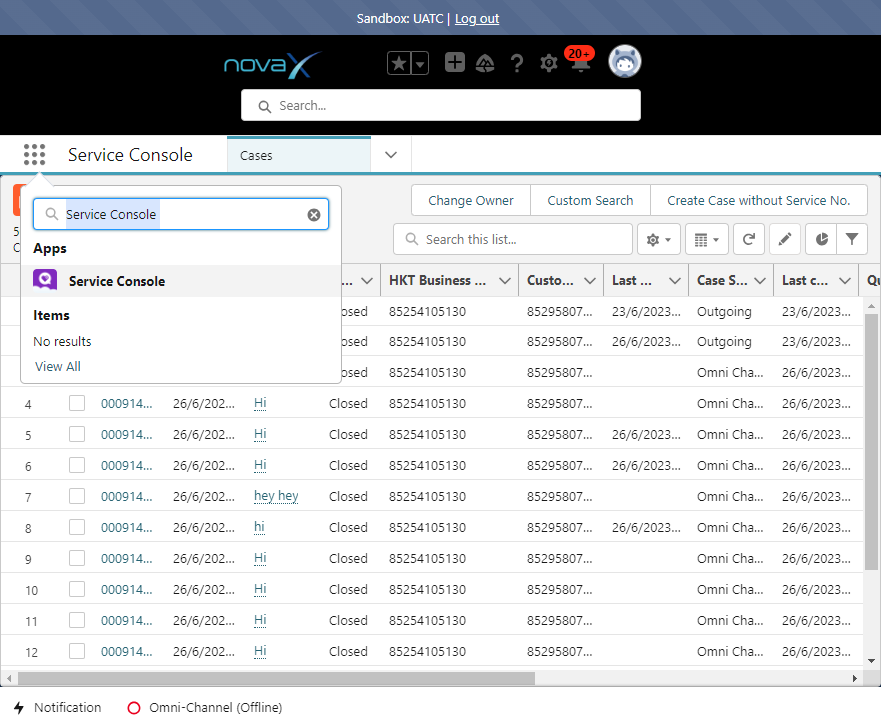 Sandbox: UATC | Log out
novaX
20+
Search...
Service Console
Cases
Service Console
Apps
Service Console
Items
No results
View All
Change Owner Custom Search Create Case without Service No.
Search this list...
... HKT Business ... Custo... Last ... Case S... Last c...
85254105130 85295807... 23/6/2023... Outgoing 23/6/2023...
85254105130 85295807... 26/6/2023... Outgoing 23/6/2023...
85254105130 85295807... Omni Cha... 26/6/2023...
4 000914... 26/6/202... Hi Closed 85254105130 85295807... Omni Cha... 26/6/2023...
5 000914... 26/6/202... Hi Closed 85254105130 85295807... 26/6/2023... Omni Cha... 26/6/2023...
6 000914... 26/6/202... Hi Closed 85254105130 85295807... 26/6/2023... Omni Cha... 26/6/2023...
7 000914... 26/6/202... hey hey Closed 85254105130 85295807... Omni Cha... 26/6/2023...
8 000914... 26/6/202... hi Closed 85254105130 85295807... 26/6/2023... Omni Cha... 26/6/2023...
9 000914... 26/6/202... Hi Closed 85254105130 85295807... Omni Cha... 26/6/2023...
10 000914... 26/6/202... Hi Closed 85254105130 85295807... Omni Cha... 26/6/2023...
11 000914... 26/6/202... Hi Closed 85254105130 85295807... Omni Cha... 26/6/2023...
12 000914... 26/6/202... Hi Closed 85254105130 85295807... Omni Cha... 26/6/2023...
Notification Omni-Channel (Offline)